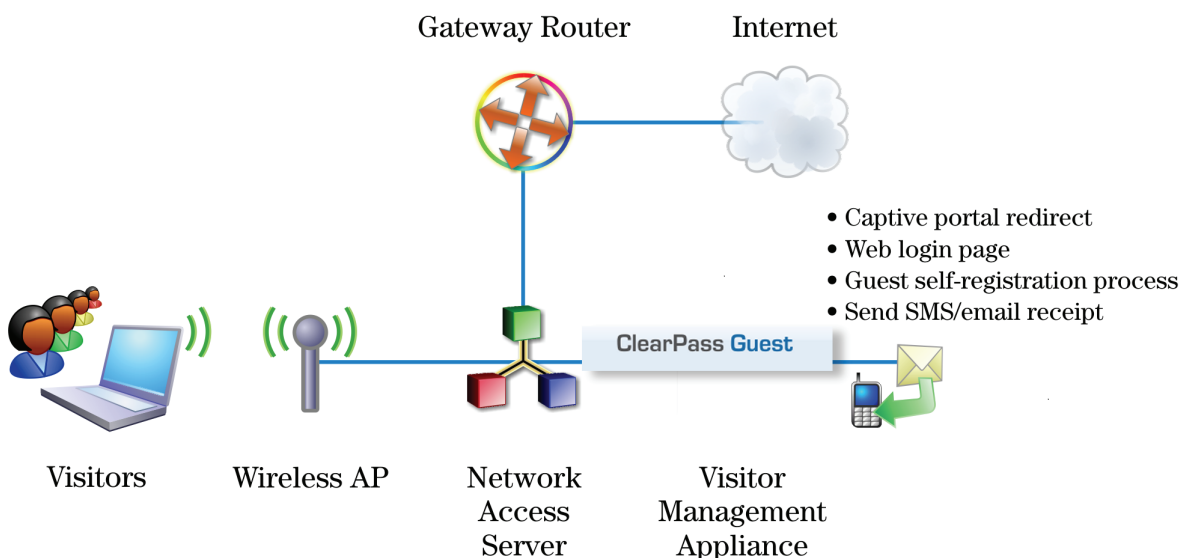 Gateway Router
Internet
• Captive portal redirect
• Web login page
• Guest self-registration process
• Send SMS/email receipt
ClearPass Guest
Visitors
Wireless AP
Network
Access
Server
Visitor
Management
Appliance